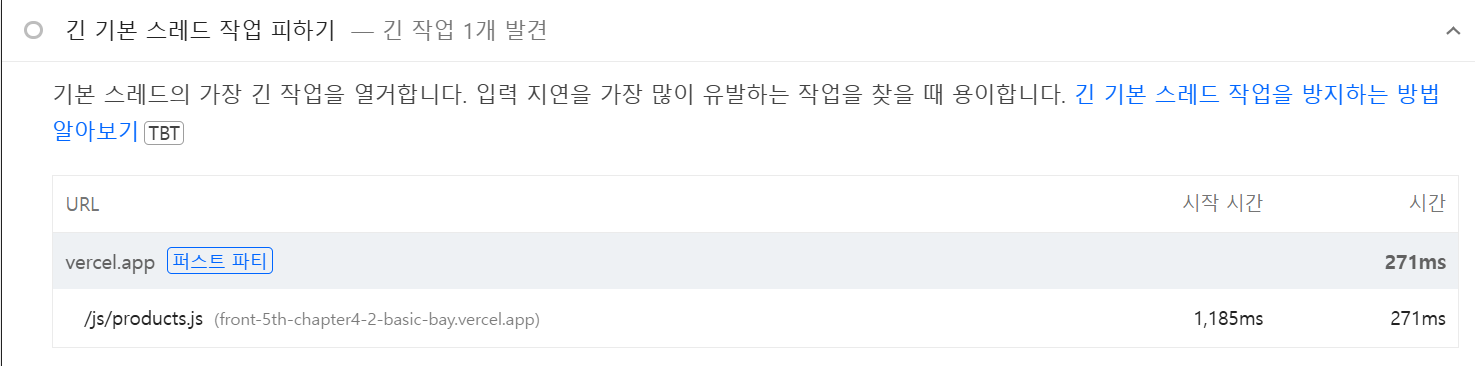 긴 기본 스레드 작업 피하기 — 긴 작업 1개 발견
기본 스레드의 가장 긴 작업을 열거합니다. 입력 지연을 가장 많이 유발하는 작업을 찾을 때 용이합니다. 긴 기본 스레드 작업을 방지하는 방법
알아보기 TBT
URL 시작 시간 시간
vercel.app 퍼스트 파티 271ms
/js/products.js (front-5th-chapter4-2-basic-bay.vercel.app) 1,185ms 271ms